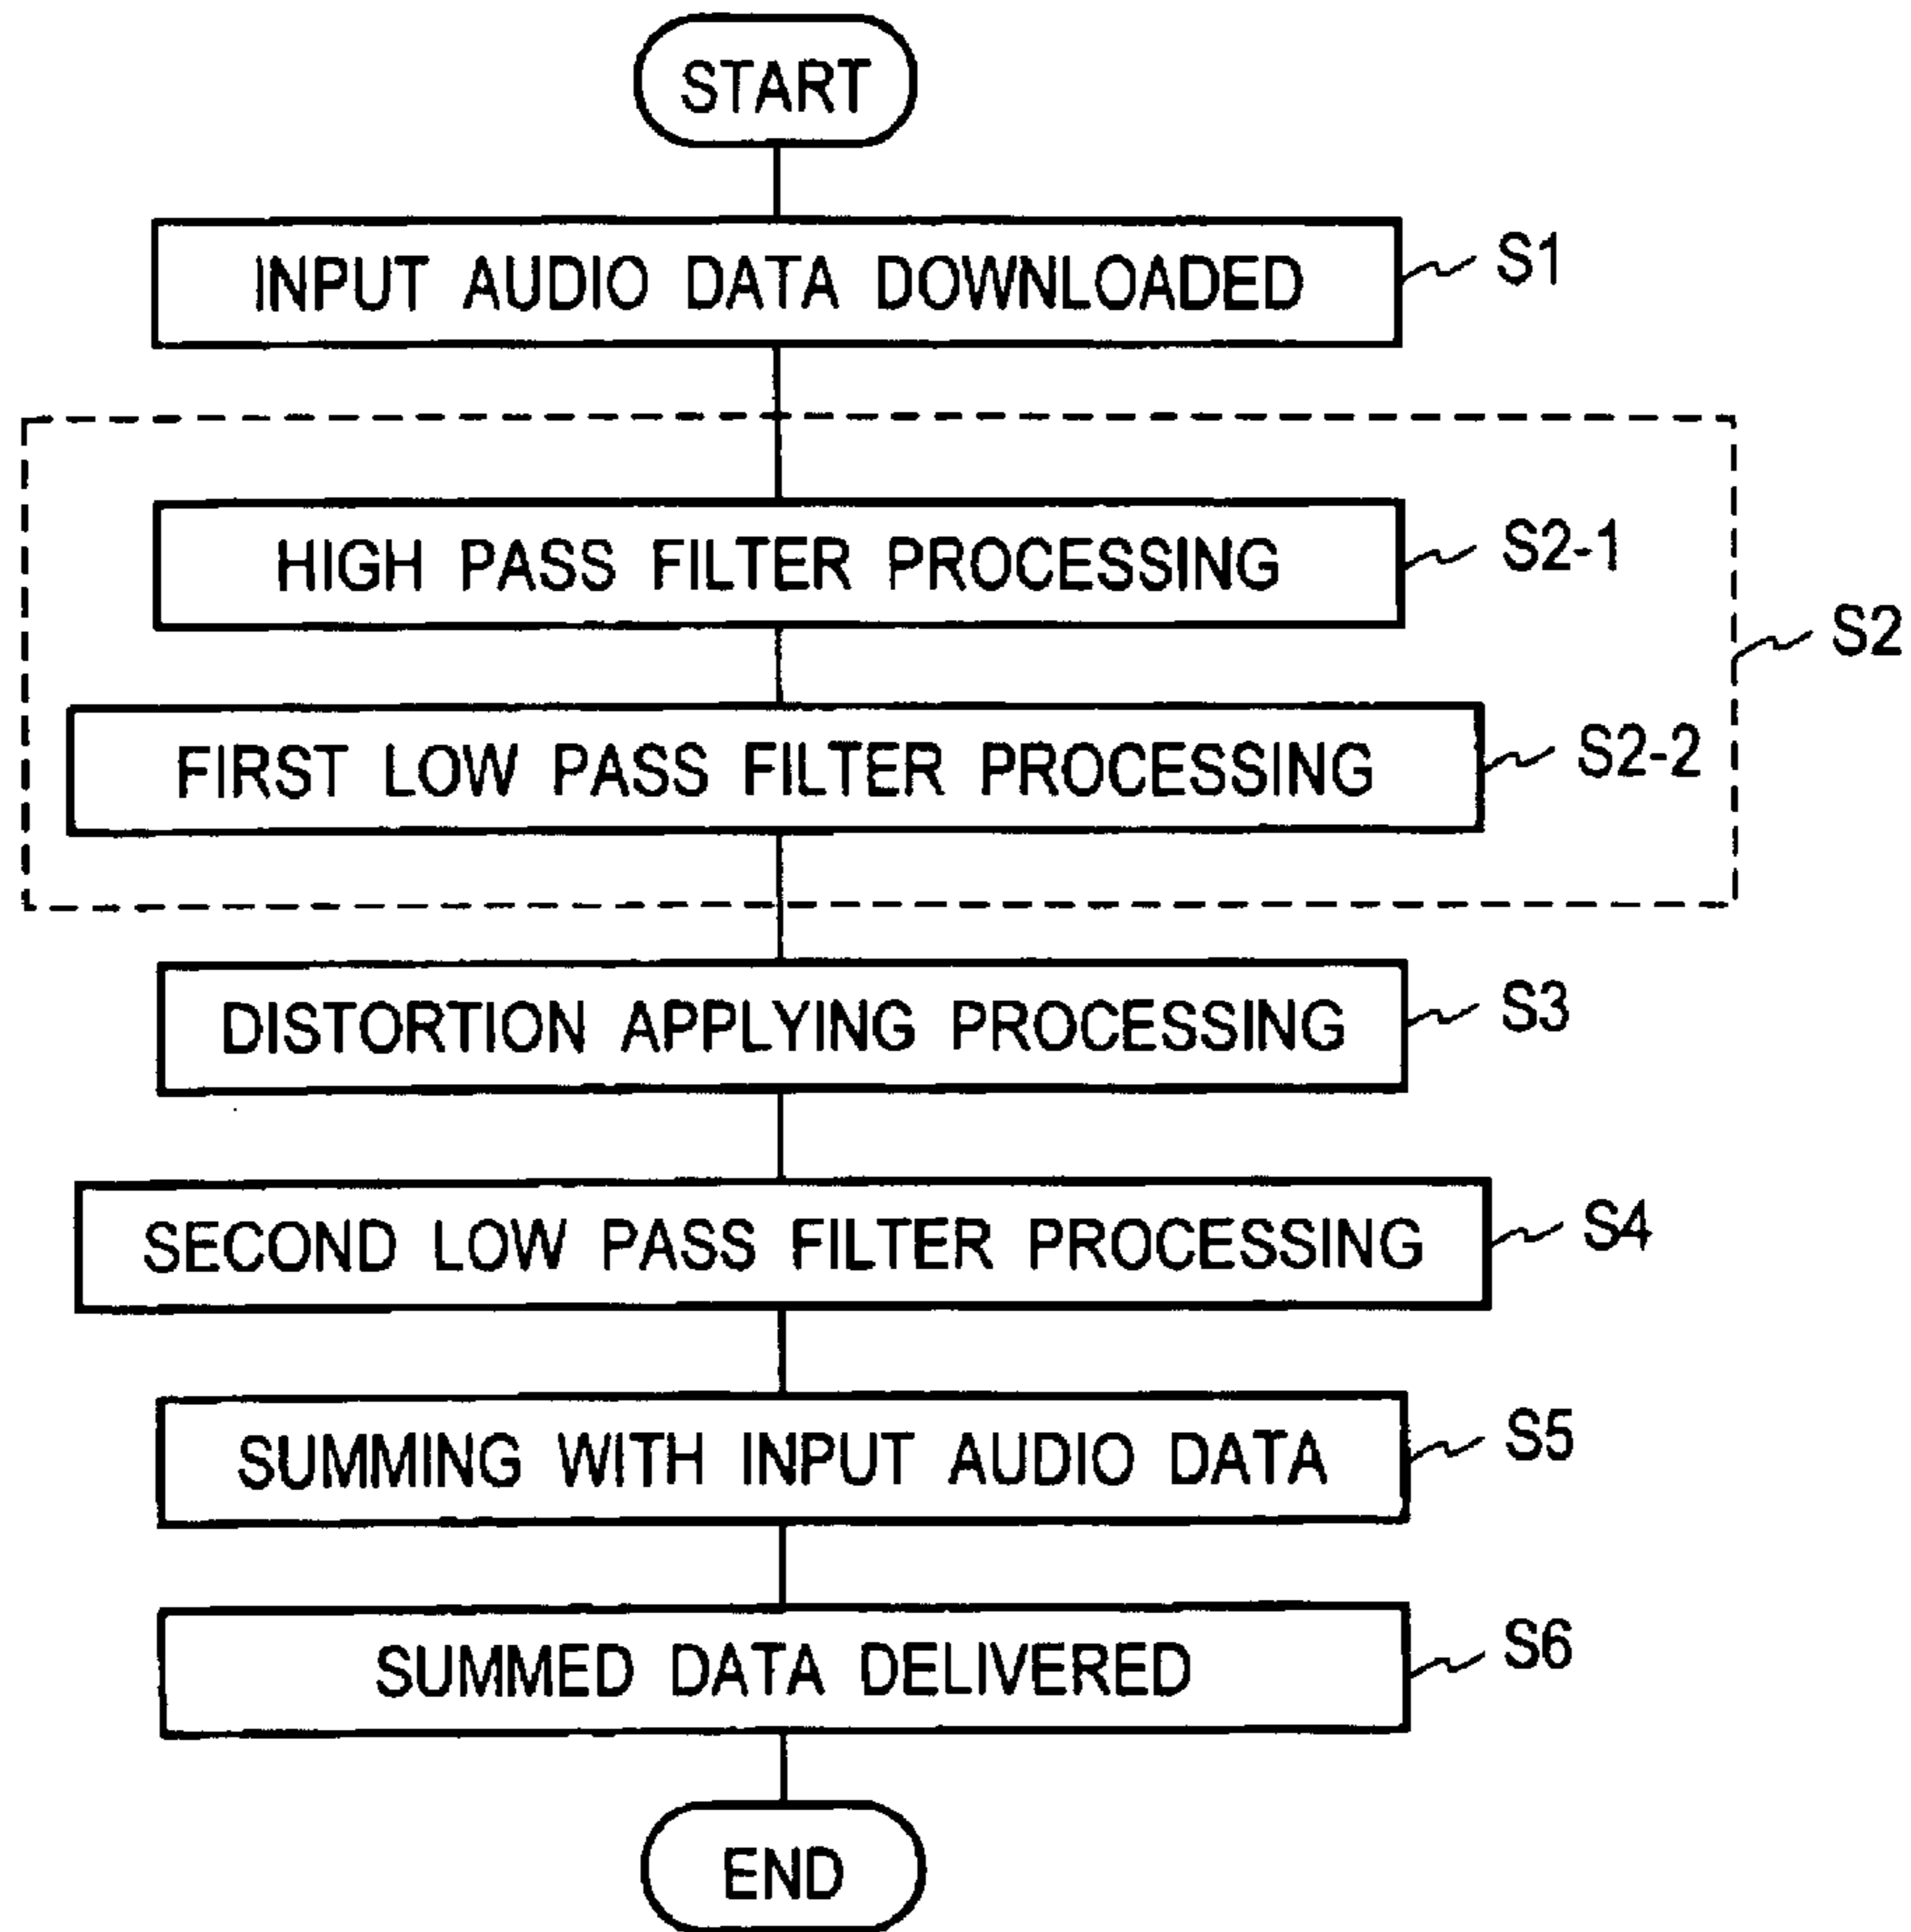 START
INPUT AUDIO DATA DOWNLOADED S1
HIGH PASS FILTER PROCESSING S2-1
S2
FIRST LOW PASS FILTER PROCESSING S2-2
DISTORTION APPLYING PROCESSING S3
SECOND LOW PASS FILTER PROCESSING S4
SUMMING WITH INPUT AUDIO DATA S5
SUMMED DATA DELIVERED S6
END